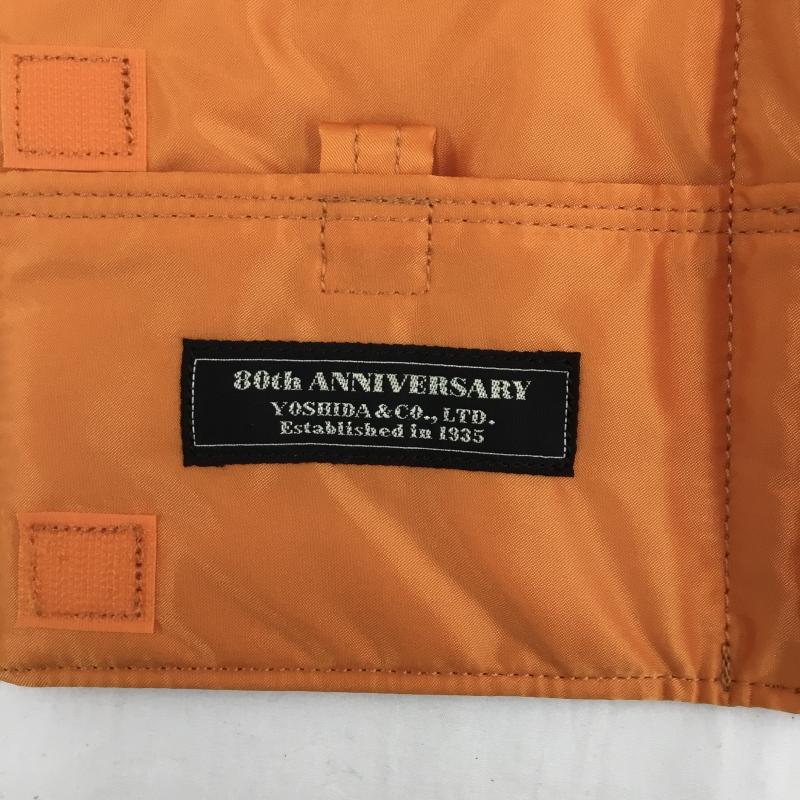 80th ANNIVERSARY
YOSHIDA & CO., LTD.
Established in 1935